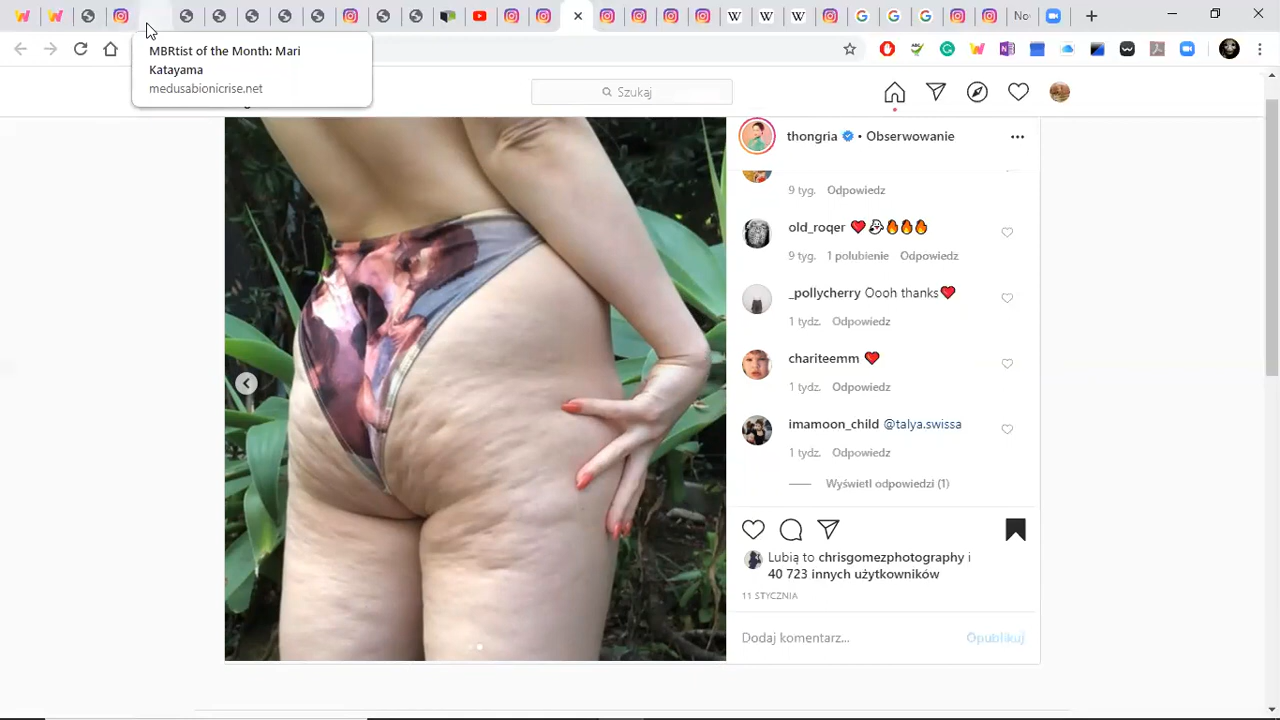 No
MBRtist of the Month: Mari
Katayama
medusabionicrise.net
Szukaj
thongria • Obserwowanie
9 tyg. Odpowiedz
old_roqer ❤️👻🔥🔥🔥
9 tyg. 1 polubienie Odpowiedz
_pollycherry Oooh thanks❤️
1 tydz. Odpowiedz
chariteemm ❤️
1 tydz. Odpowiedz
imamoon_child @talya.swissa
1 tydz. Odpowiedz
Wyświetl odpowiedzi (1)
Lubią to chrisgomezphotography i
40 723 innych użytkowników
11 STYCZNIA
Dodaj komentarz...
Opublikuj